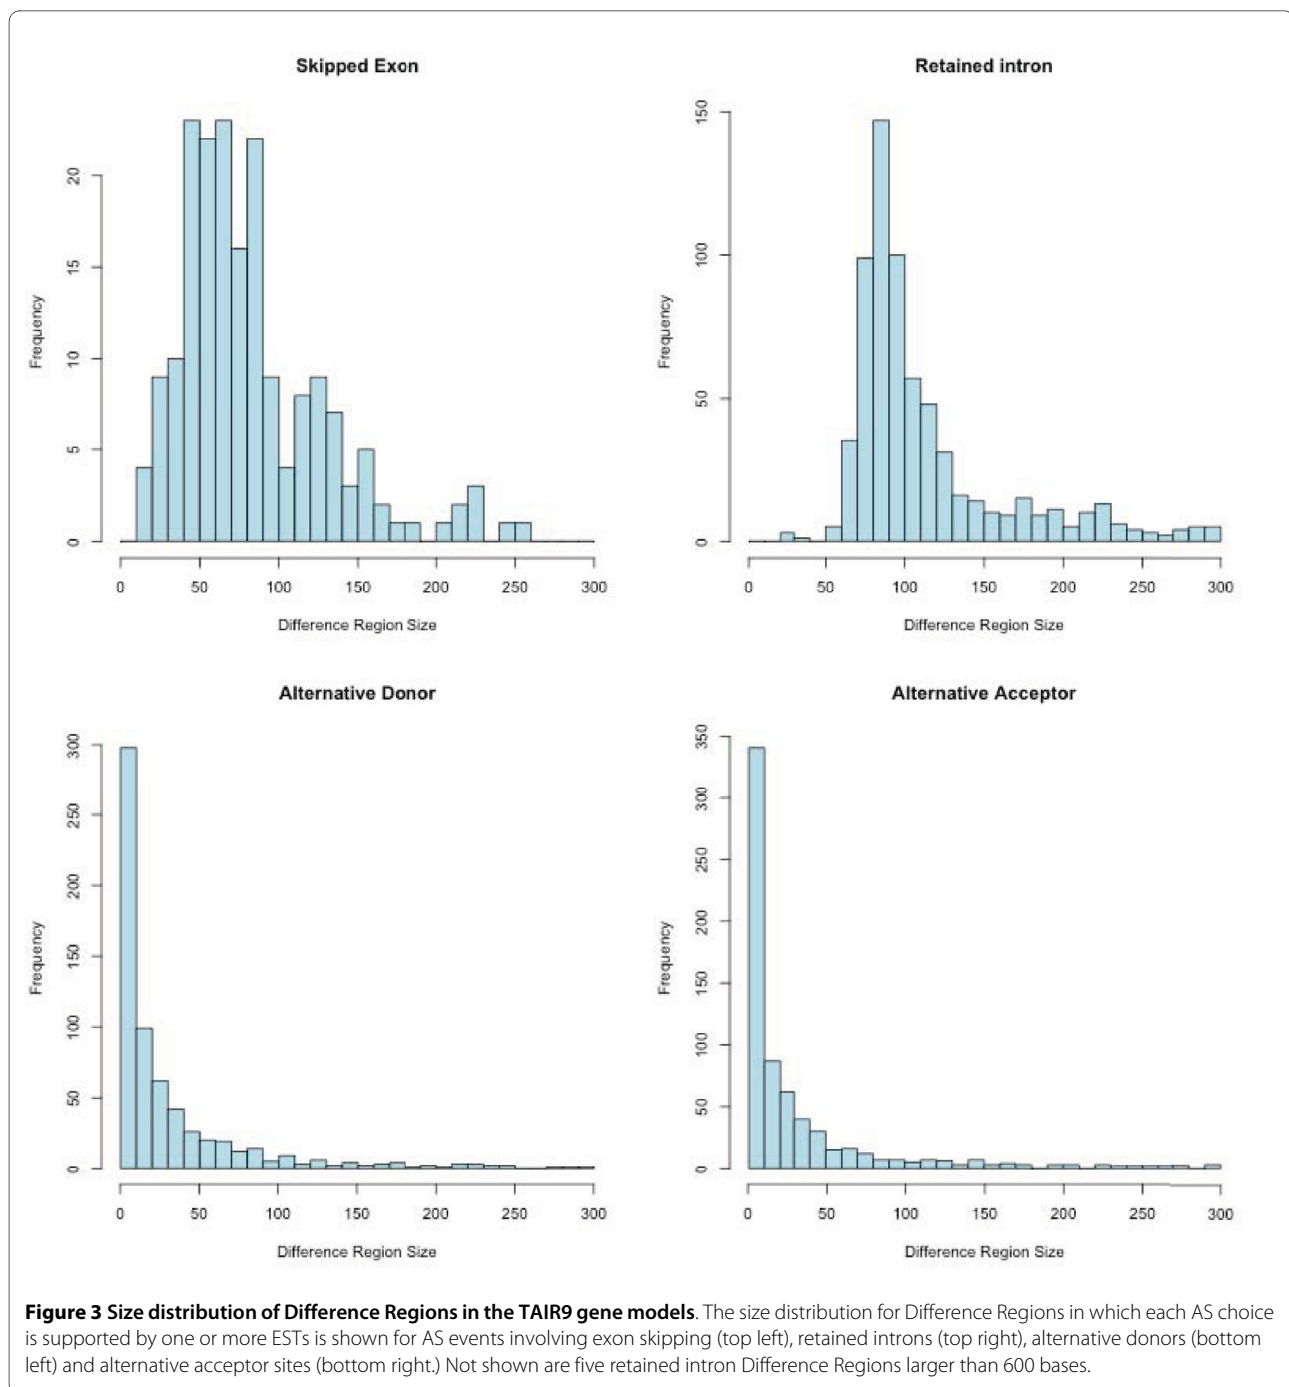 Skipped Exon
Frequency
20
15
10
5
0
0 50 100 150 200 250 300
Difference Region Size
Retained intron
Frequency
150
100
50
0
0 50 100 150 200 250 300
Difference Region Size
Alternative Donor
Frequency
300
250
200
150
100
50
0
0 50 100 150 200 250 300
Difference Region Size
Alternative Acceptor
Frequency
350
300
250
200
150
100
50
0
0 50 100 150 200 250 300
Difference Region Size
Figure 3 Size distribution of Difference Regions in the TAIR9 gene models. The size distribution for Difference Regions in which each AS choice
is supported by one or more ESTs is shown for AS events involving exon skipping (top left), retained introns (top right), alternative donors (bottom
left) and alternative acceptor sites (bottom right.) Not shown are five retained intron Difference Regions larger than 600 bases.